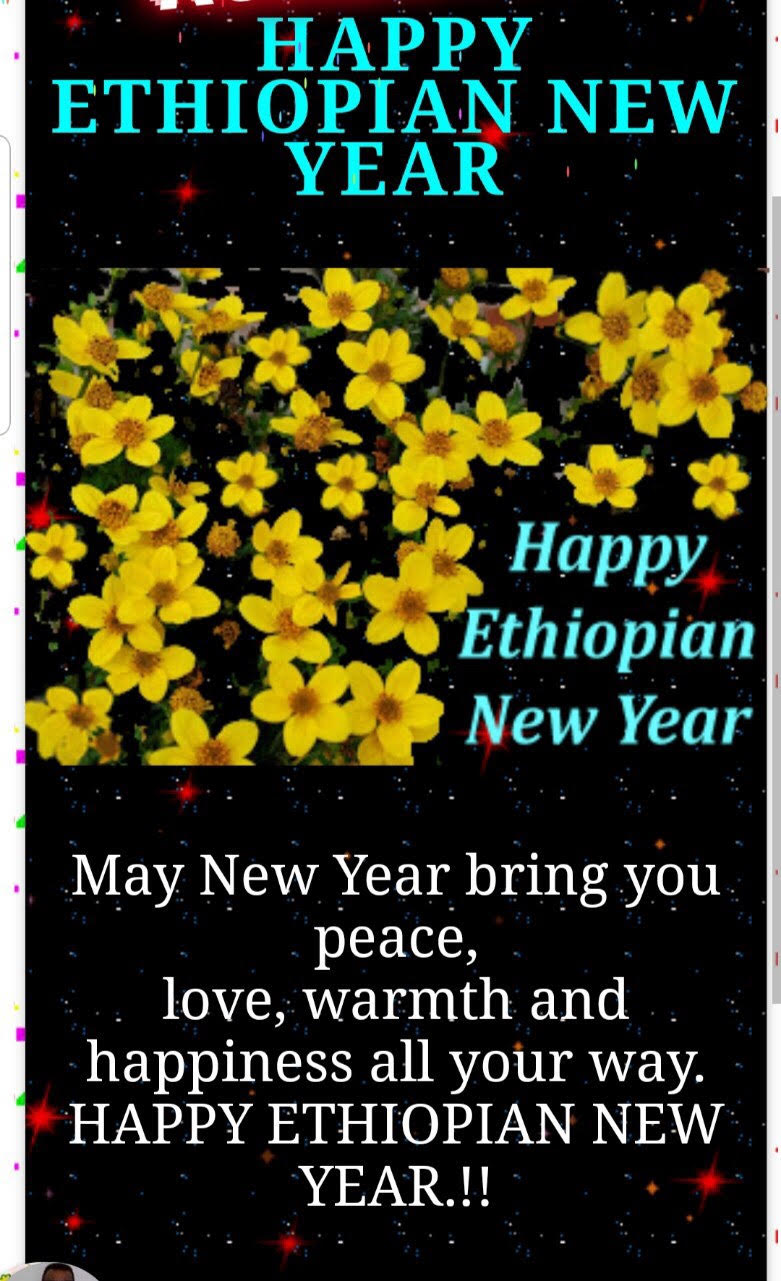 HAPPY
ETHIOPIAN NEW
YEAR
Happy
Ethiopian
New Year
May New Year bring you
peace,
love, warmth and
happiness all your way.
HAPPY ETHIOPIAN NEW
YEAR.!!